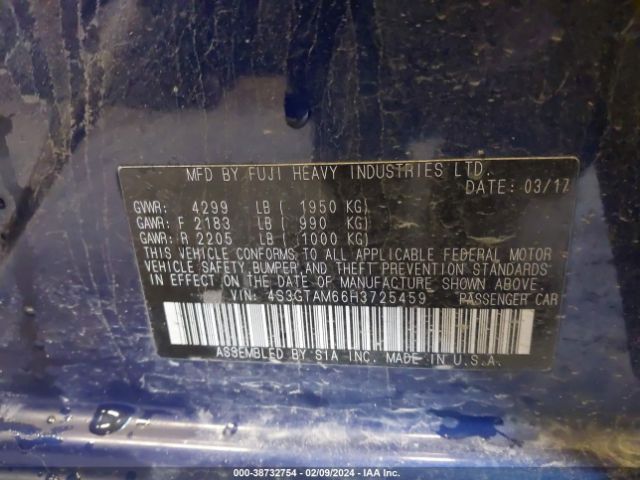 MFD BY FUJI HEAVY INDUSTRIES LTD.
DATE: 03/17
GVWR: 4299 LB ( 1950 KG)
GAWR: F 2183 LB ( 990 KG)
GAWR: R 2205 LB ( 1000 KG)
THIS VEHICLE CONFORMS TO ALL APPLICABLE FEDERAL MOTOR
VEHICLE SAFETY, BUMPER, AND THEFT PREVENTION STANDARDS
IN EFFECT ON THE DATE OF MANUFACTURE SHOWN ABOVE.
VIN: 4S3GTAM66H3725459 PASSENGER CAR
ASSEMBLED BY SIA INC. MADE IN U.S.A.
000-38732754 - 02/09/2024 - IAA Inc.